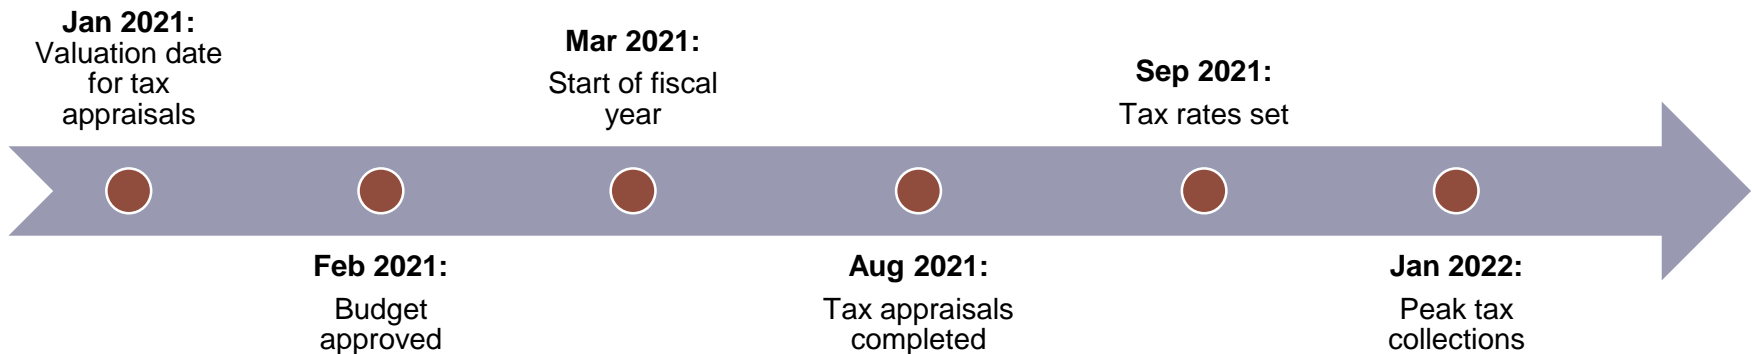 Jan 2021:
Valuation date
for tax
appraisals
Feb 2021:
Budget
approved
Mar 2021:
Start of fiscal
year
Aug 2021:
Tax appraisals
completed
Sep 2021:
Tax rates set
Jan 2022:
Peak tax
collections